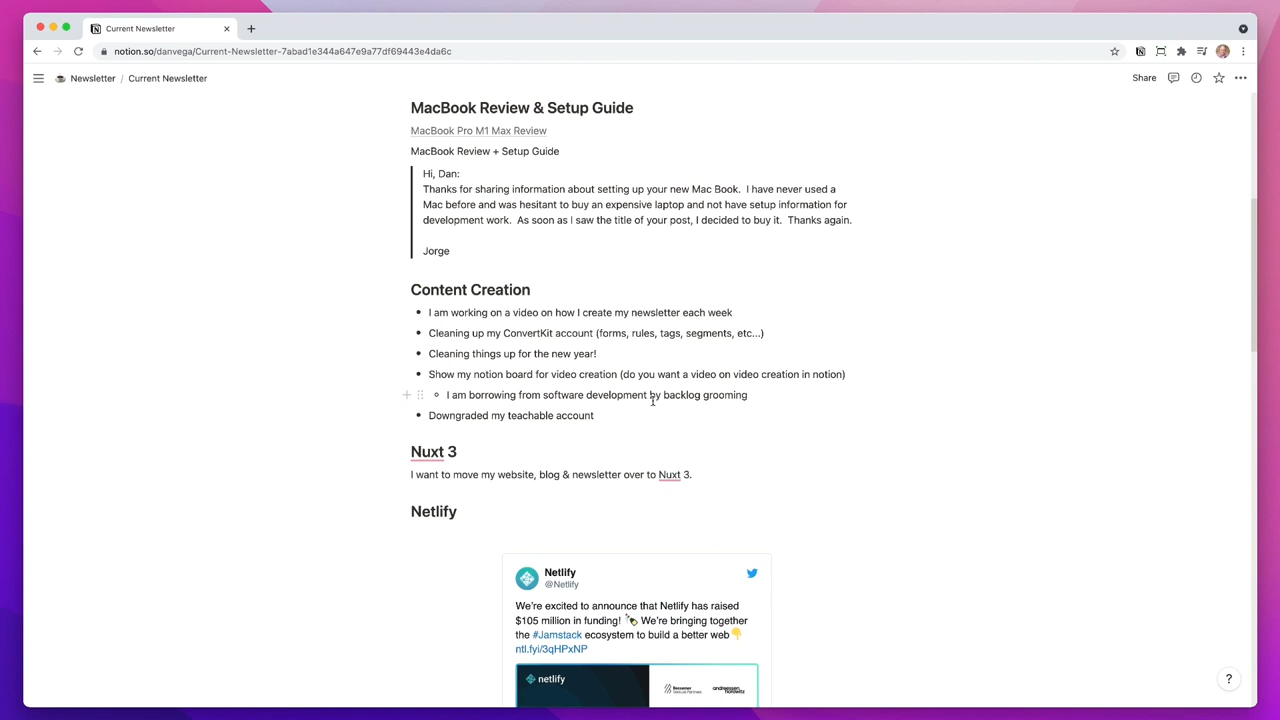 Current Newsletter
notion.so/danvega/Current-Newsletter-7abad1e344a647e9a77df69443e4da6c
Newsletter / Current Newsletter
Share
MacBook Review & Setup Guide
MacBook Pro M1 Max Review
MacBook Review + Setup Guide
Hi, Dan:
Thanks for sharing information about setting up your new Mac Book.  I have never used a
Mac before and was hesitant to buy an expensive laptop and not have setup information for
development work.  As soon as I saw the title of your post, I decided to buy it.  Thanks again.
Jorge
Content Creation
• I am working on a video on how I create my newsletter each week
• Cleaning up my ConvertKit account (forms, rules, tags, segments, etc...)
• Cleaning things up for the new year!
• Show my notion board for video creation (do you want a video on video creation in notion)
◦ I am borrowing from software development by backlog grooming
• Downgraded my teachable account
Nuxt 3
I want to move my website, blog & newsletter over to Nuxt 3.
Netlify
Netlify
@Netlify
We're excited to announce that Netlify has raised
$105 million in funding! 🍾 We're bringing together
the #Jamstack ecosystem to build a better web👇
ntl.fyi/3qHPxNP
netlify
Bessemer
Venture Partners
andreessen.
horowitz
?